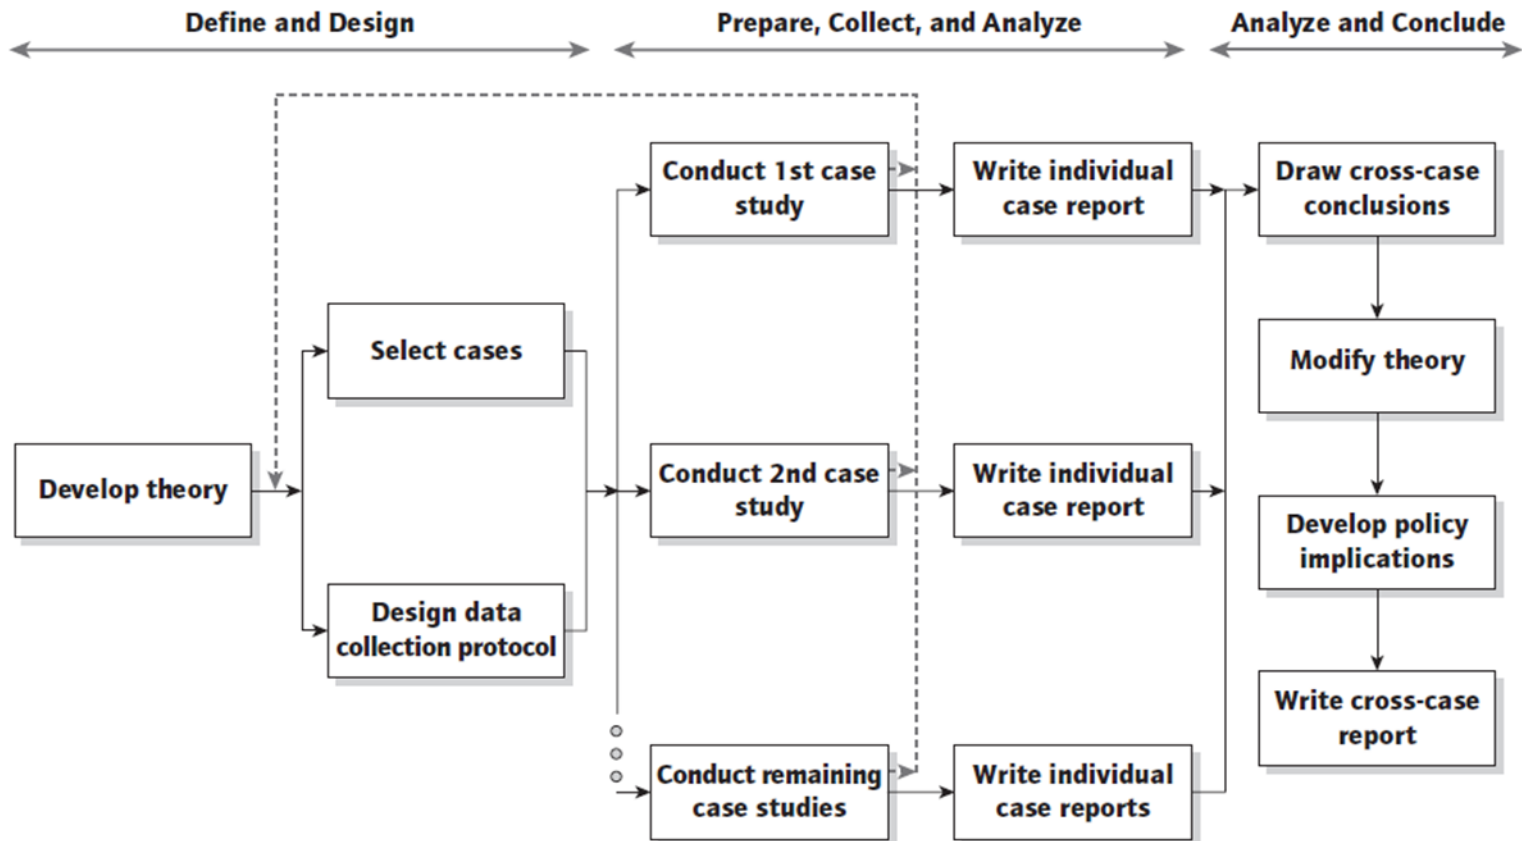 Define and Design
Prepare, Collect, and Analyze
Analyze and Conclude
Develop theory
Select cases
Design data
collection protocol
Conduct 1st case
study
Write individual
case report
Conduct 2nd case
study
Write individual
case report
Conduct remaining
case studies
Write individual
case reports
Draw cross-case
conclusions
Modify theory
Develop policy
implications
Write cross-case
report